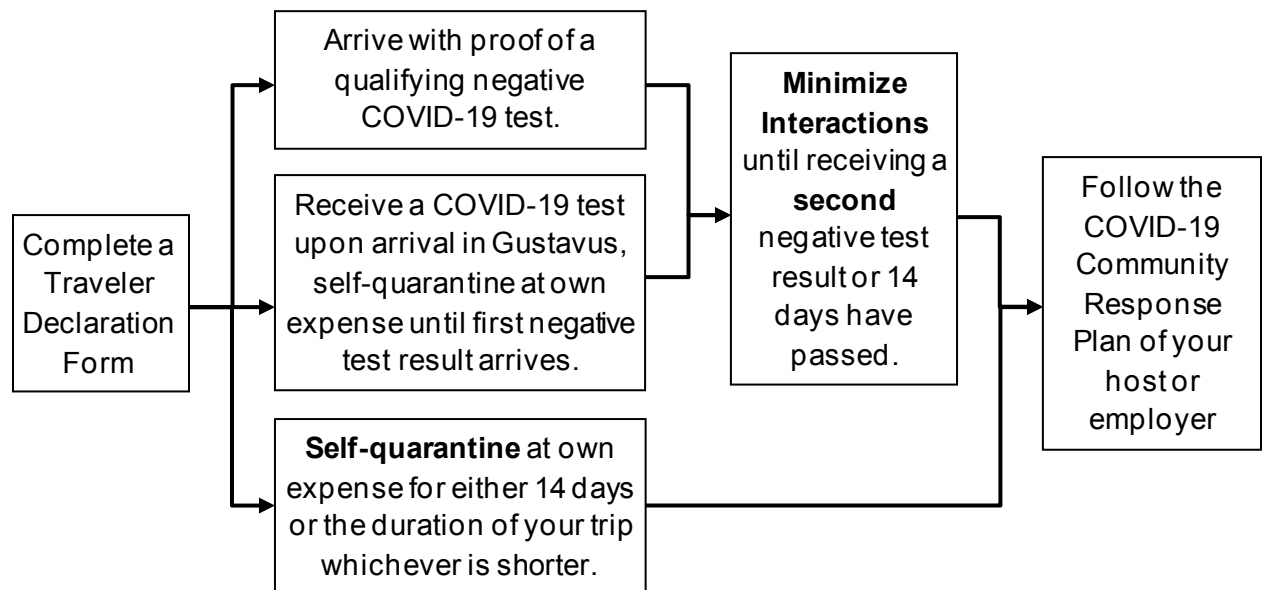 Complete a
Traveler
Declaration
Form
Arrive with proof of a
qualifying negative
COVID-19 test.
Receive a COVID-19 test
upon arrival in Gustavus,
self-quarantine at own
expense until first negative
test result arrives.
Self-quarantine at own
expense for either 14 days
or the duration of your trip
whichever is shorter.
Minimize
Interactions
until receiving a
second
negative test
result or 14
days have
passed.
Follow the
COVID-19
Community
Response
Plan of your
host or
employer